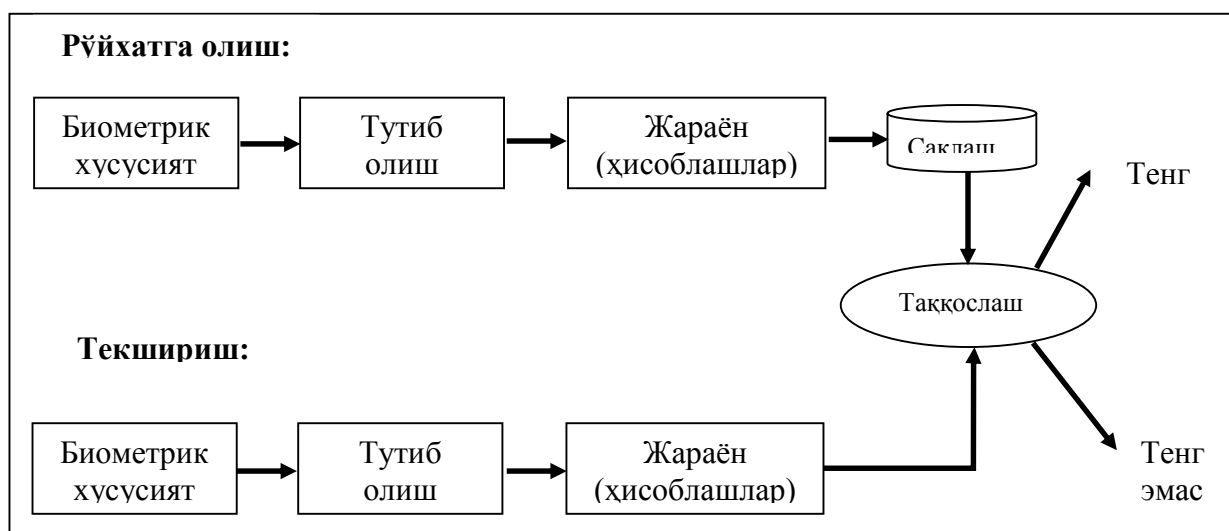 Рўйхатга олиш:
Биометрик
хусусият
Тутиб
олиш
Жараён
(ҳисоблашлар)
Сақлаш
Тенг
Таққослаш
Текшириш:
Биометрик
хусусият
Тутиб
олиш
Жараён
(ҳисоблашлар)
Тенг
эмас